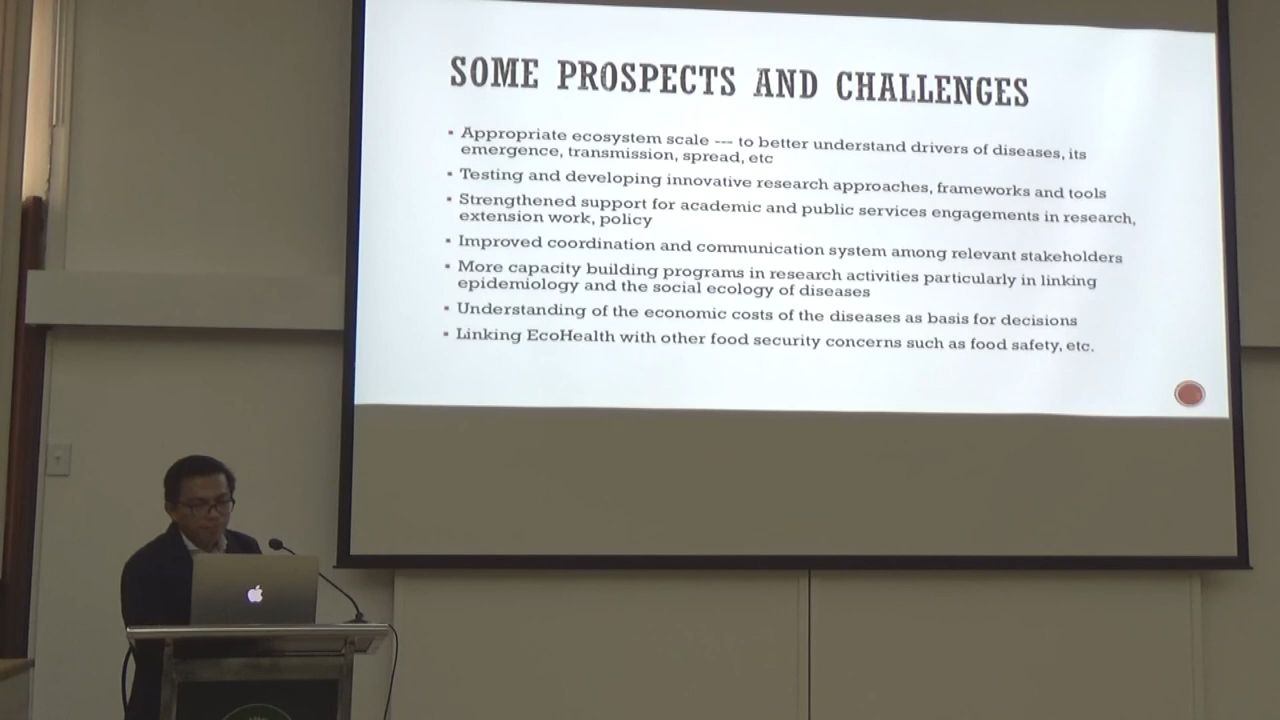 SOME PROSPECTS AND CHALLENGES
▪ Appropriate ecosystem scale --- to better understand drivers of diseases, its
emergence, transmission, spread, etc
▪ Testing and developing innovative research approaches, frameworks and tools
▪ Strengthened support for academic and public services engagements in research,
extension work, policy
▪ Improved coordination and communication system among relevant stakeholders
▪ More capacity building programs in research activities particularly in linking
epidemiology and the social ecology of diseases
▪ Understanding of the economic costs of the diseases as basis for decisions
▪ Linking EcoHealth with other food security concerns such as food safety, etc.